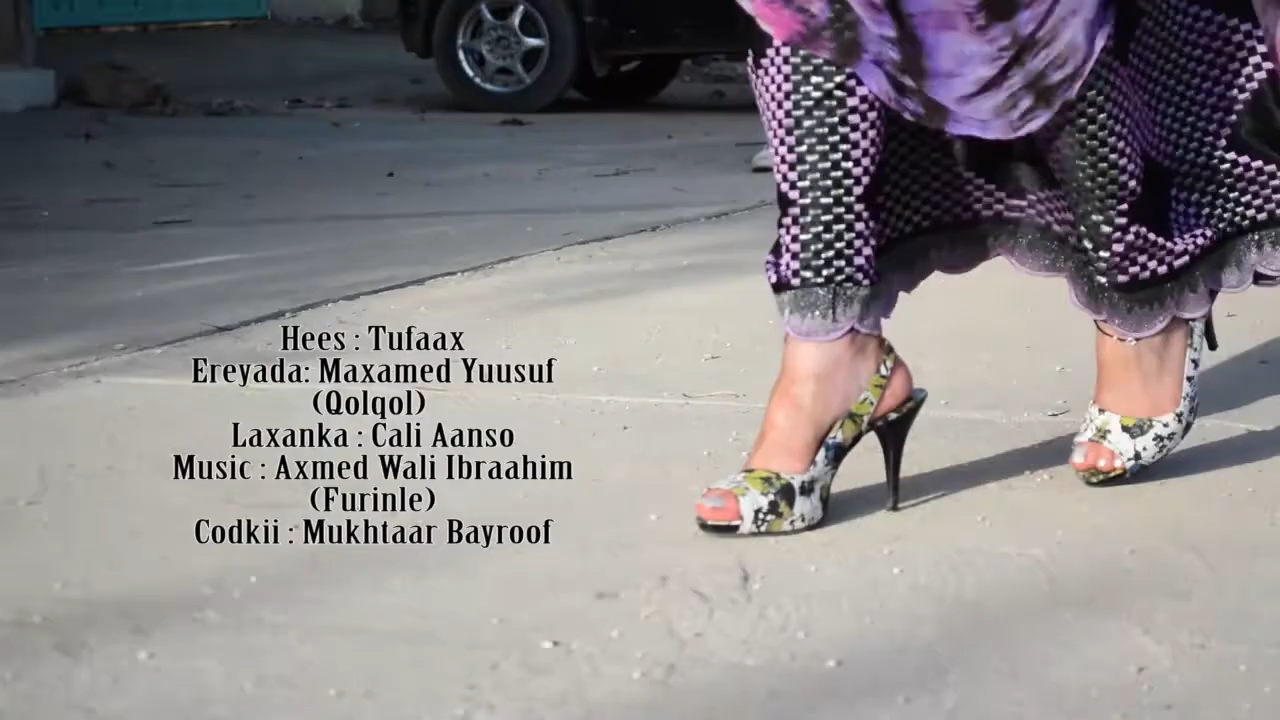 Hees : Tufaax
Ereyada: Maxamed Yuusuf
(Qolqol)
Laxanka : Cali Aanso
Music : Axmed Wali Ibraahim
(Furinle)
Codkii : Mukhtaar Bayroof